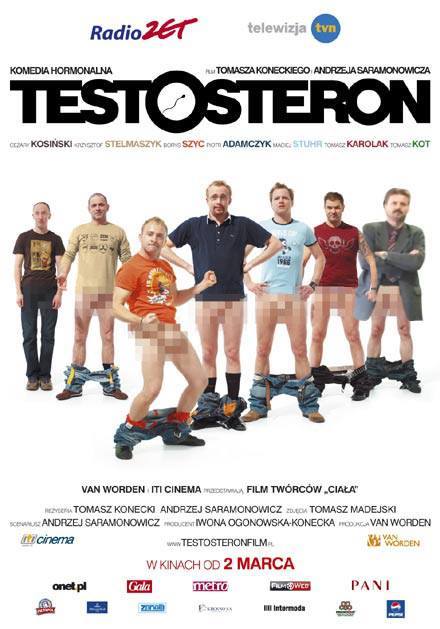 Radio ZET
telewizja tvn
KOMEDIA HORMONALNA
FILM TOMASZA KONECKIEGO I ANDRZEJA SARAMONOWICZA
TESTOSTERON
CEZARY KOSIŃSKI KRZYSZTOF STELMASZYK BORYS SZYC PIOTR ADAMCZYK MACIEJ STUHR TOMASZ KAROLAK TOMASZ KOT
VAN WORDEN I ITI CINEMA PRZEDSTAWIAJĄ FILM TWÓRCÓW „CIAŁA”
REŻYSERIA TOMASZ KONECKI ANDRZEJ SARAMONOWICZ ZDJĘCIA TOMASZ MADEJSKI
SCENARIUSZ ANDRZEJ SARAMONOWICZ PRODUCENT IWONA OGONOWSKA-KONECKA PRODUKCJA VAN WORDEN
iti cinema
WWW.TESTOSTERONFILM.PL
VAN WORDEN
W KINACH OD 2 MARCA
onet.pl Gala metro FILMWEB PANI
zanatti Intermoda PEPSI